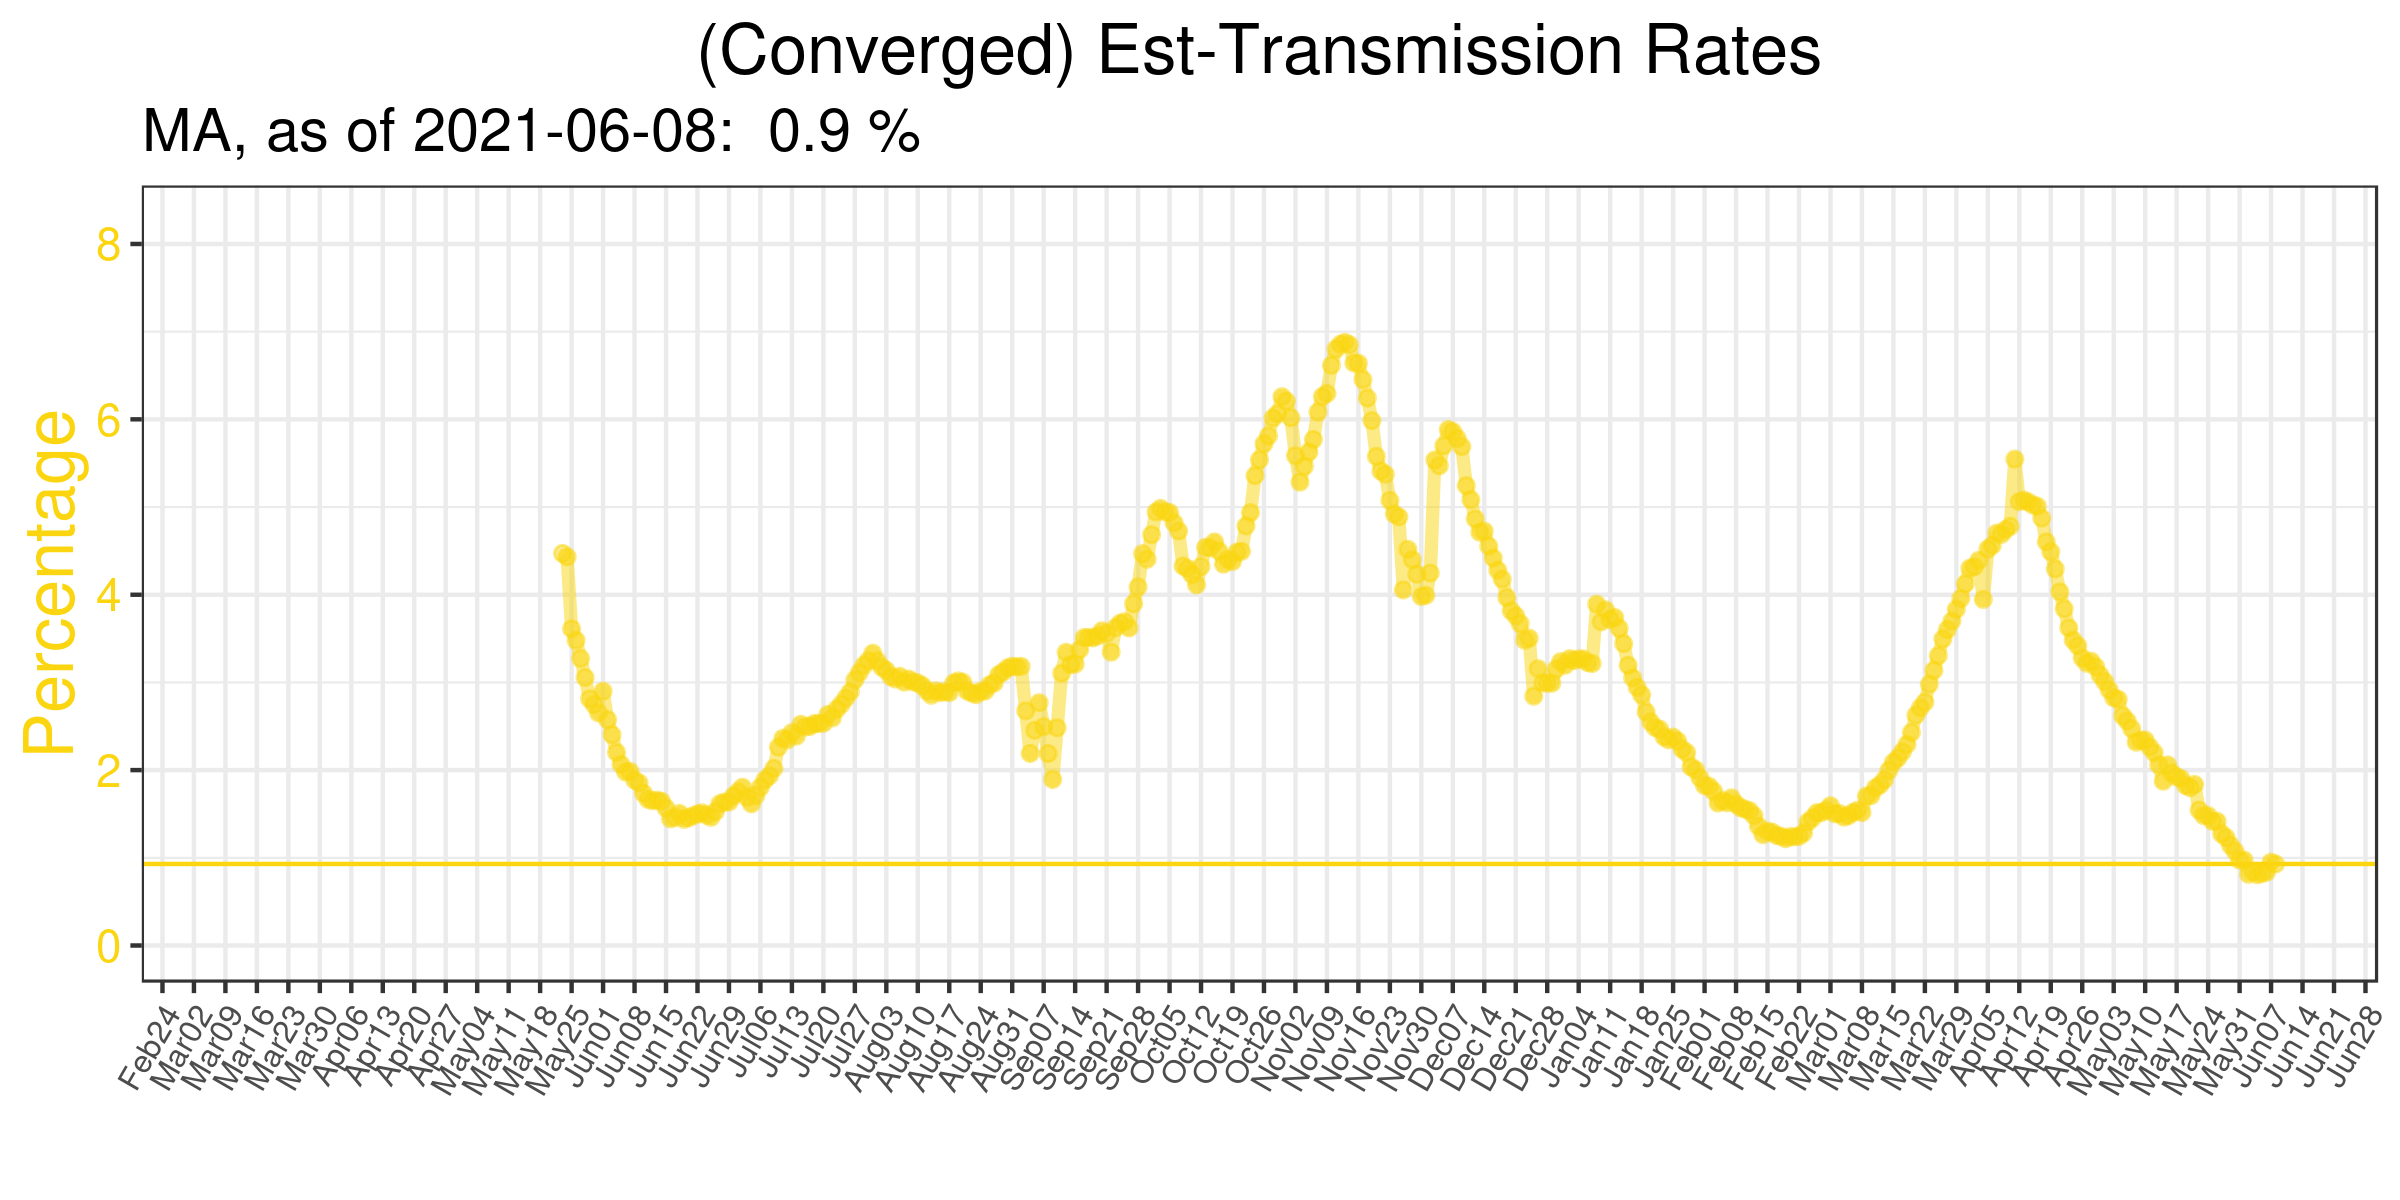 (Converged) Est-Transmission Rates
MA, as of 2021-06-08:  0.9 %
Percentage
8
6
4
2
0
Feb24
Mar02
Mar09
Mar16
Mar23
Mar30
Apr06
Apr13
Apr20
Apr27
May04
May11
May18
May25
Jun01
Jun08
Jun15
Jun22
Jun29
Jul06
Jul13
Jul20
Jul27
Aug03
Aug10
Aug17
Aug24
Aug31
Sep07
Sep14
Sep21
Sep28
Oct05
Oct12
Oct19
Oct26
Nov02
Nov09
Nov16
Nov23
Nov30
Dec07
Dec14
Dec21
Dec28
Jan04
Jan11
Jan18
Jan25
Feb01
Feb08
Feb15
Feb22
Mar01
Mar08
Mar15
Mar22
Mar29
Apr05
Apr12
Apr19
Apr26
May03
May10
May17
May24
May31
Jun07
Jun14
Jun21
Jun28